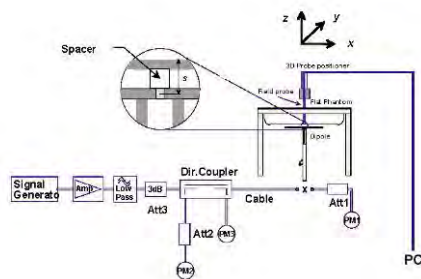 z
y
x
Spacer
s
3D Probe positioner
Field probe
Flat Phantom
Dipole
Dir.Coupler
Signal
Generato
Amp
Low
Pass
3dB
Att3
Cable
x
Att1
Att2
PM3
PM1
PM2
PC